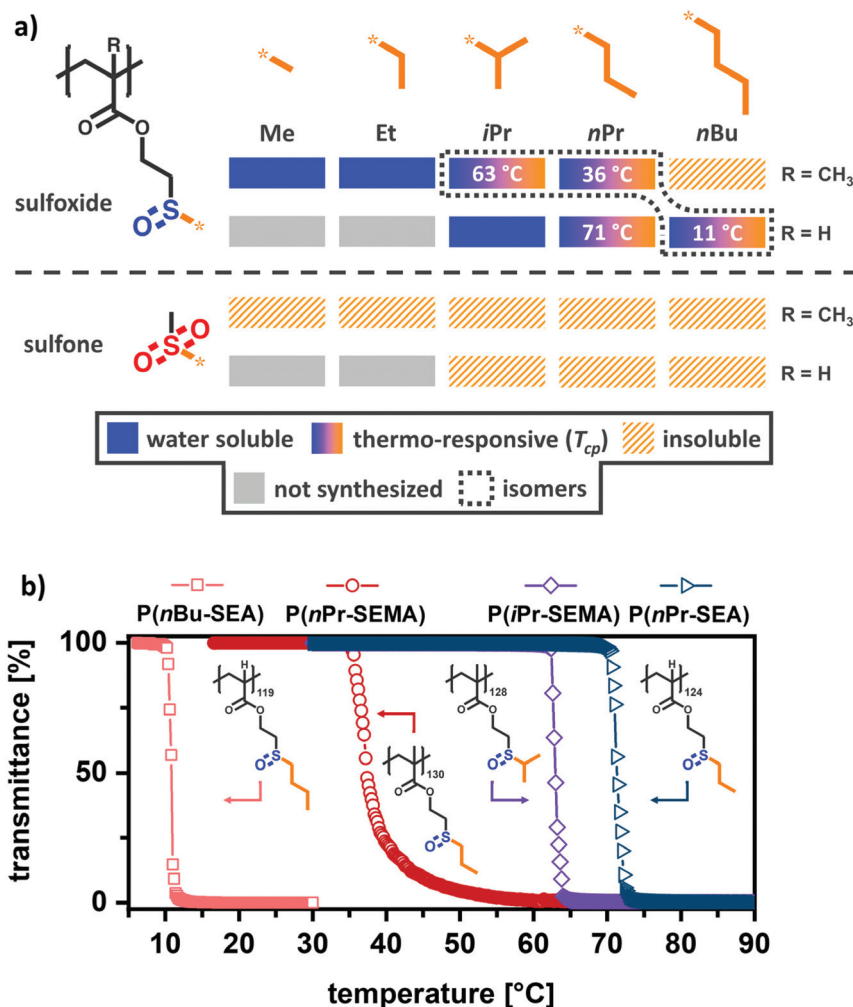 a)
R
O
O
sulfoxide
O
S
*
*
*
*
*
*
Me Et iPr nPr nBu
63 °C 36 °C R = CH₃
71 °C 11 °C R = H
sulfone
O
S
O
*
R = CH₃
R = H
water soluble thermo-responsive (Tcp) insoluble
not synthesized isomers
b)
P(nBu-SEA) P(nPr-SEMA) P(iPr-SEMA) P(nPr-SEA)
transmittance [%]
100
50
0
H
119
O
O
S
O
130
O
O
S
O
128
O
O
S
O
H
124
O
O
S
O
10 20 30 40 50 60 70 80 90
temperature [°C]